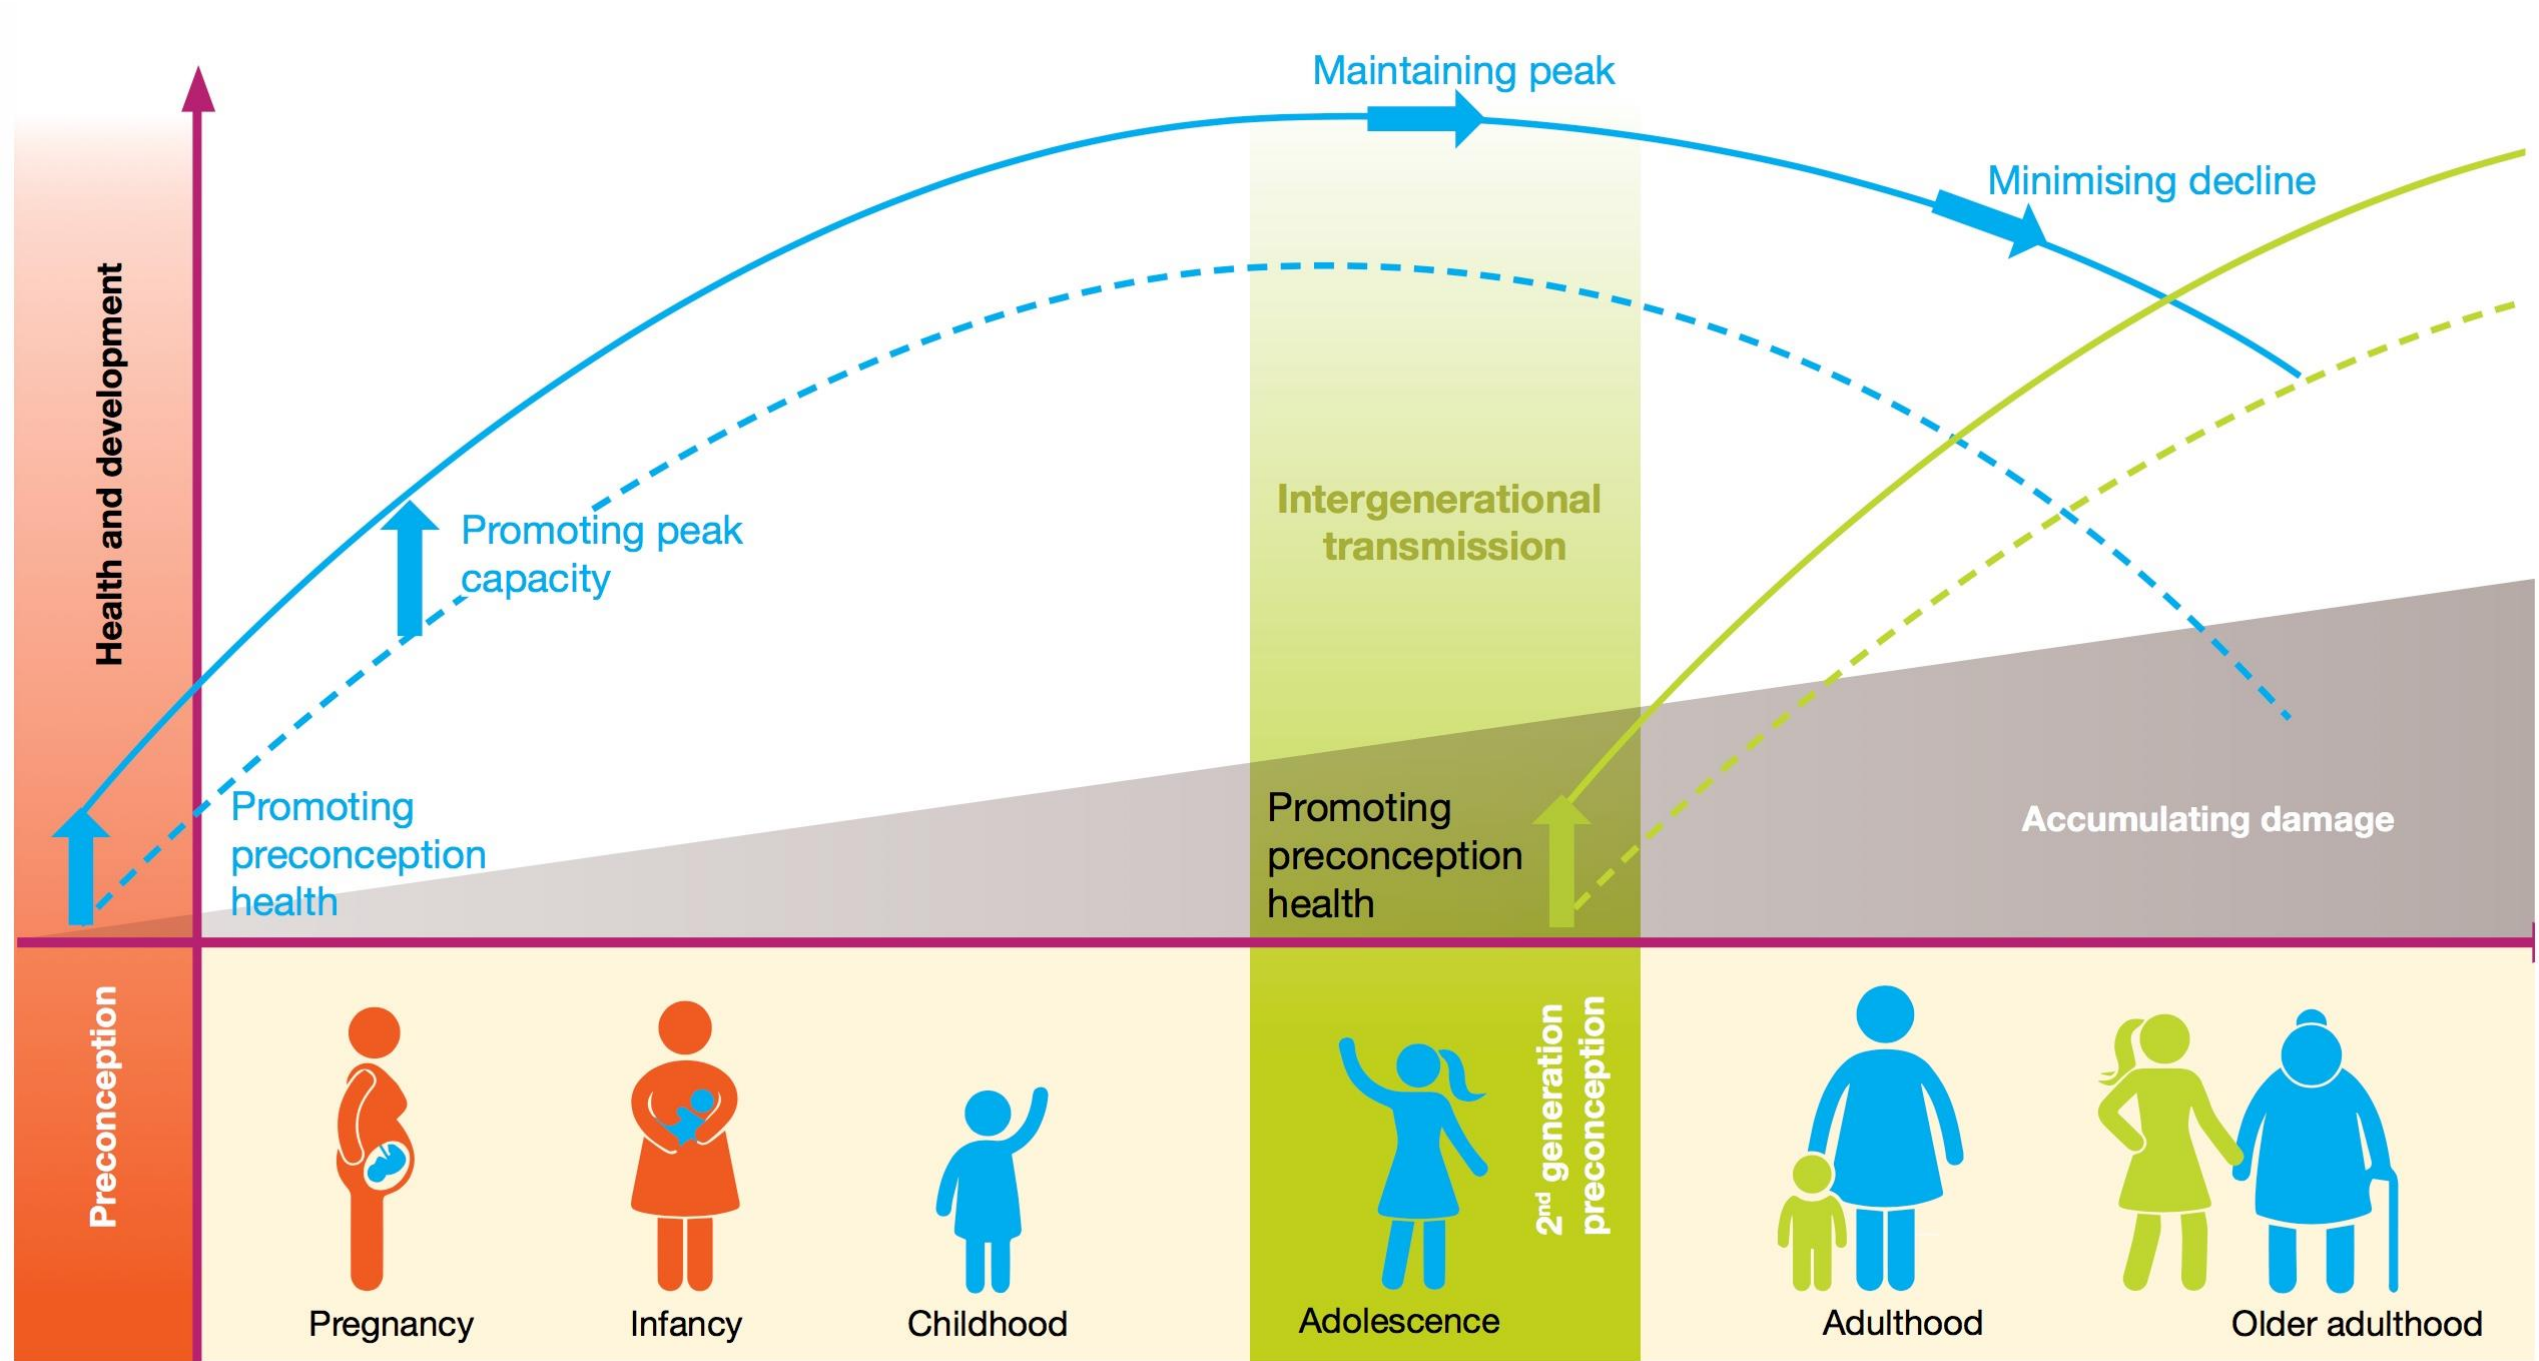 Maintaining peak
Minimising decline
Health and development
Intergenerational
transmission
Promoting peak
capacity
Promoting
preconception
health
Promoting
preconception
health
Accumulating damage
Preconception
2nd generation
preconception
Pregnancy
Infancy
Childhood
Adolescence
Adulthood
Older adulthood